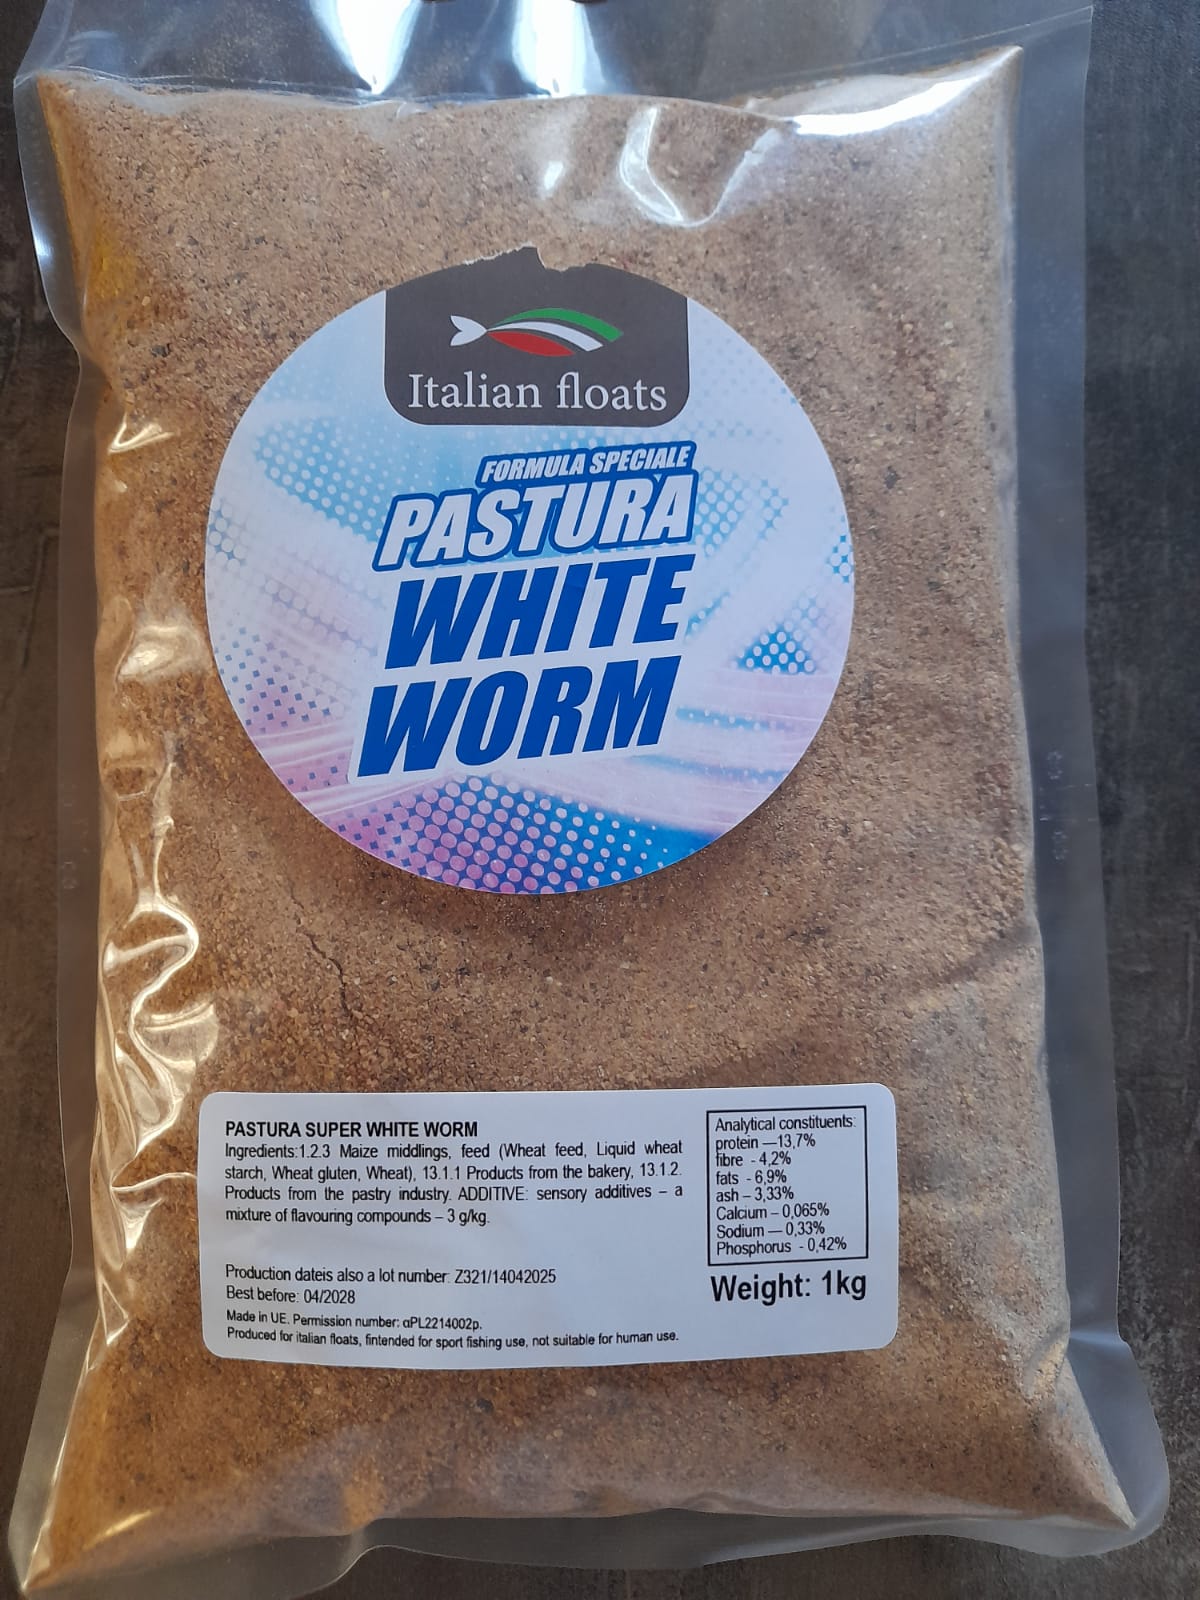 Italian floats
FORMULA SPECIALE
PASTURA
WHITE
WORM
PASTURA SUPER WHITE WORM
Ingredients:1.2.3 Maize middlings, feed (Wheat feed, Liquid wheat
starch, Wheat gluten, Wheat), 13.1.1 Products from the bakery, 13.1.2.
Products from the pastry industry. ADDITIVE: sensory additives – a
mixture of flavouring compounds – 3 g/kg.
Production dateis also a lot number: Z321/14042025
Best before: 04/2028
Made in UE. Permission number: αPL2214002p.
Produced for italian floats, fintended for sport fishing use, not suitable for human use.
Analytical constituents:
protein —13,7%
fibre - 4,2%
fats - 6,9%
ash – 3,33%
Calcium – 0,065%
Sodium — 0,33%
Phosphorus - 0,42%
Weight: 1kg